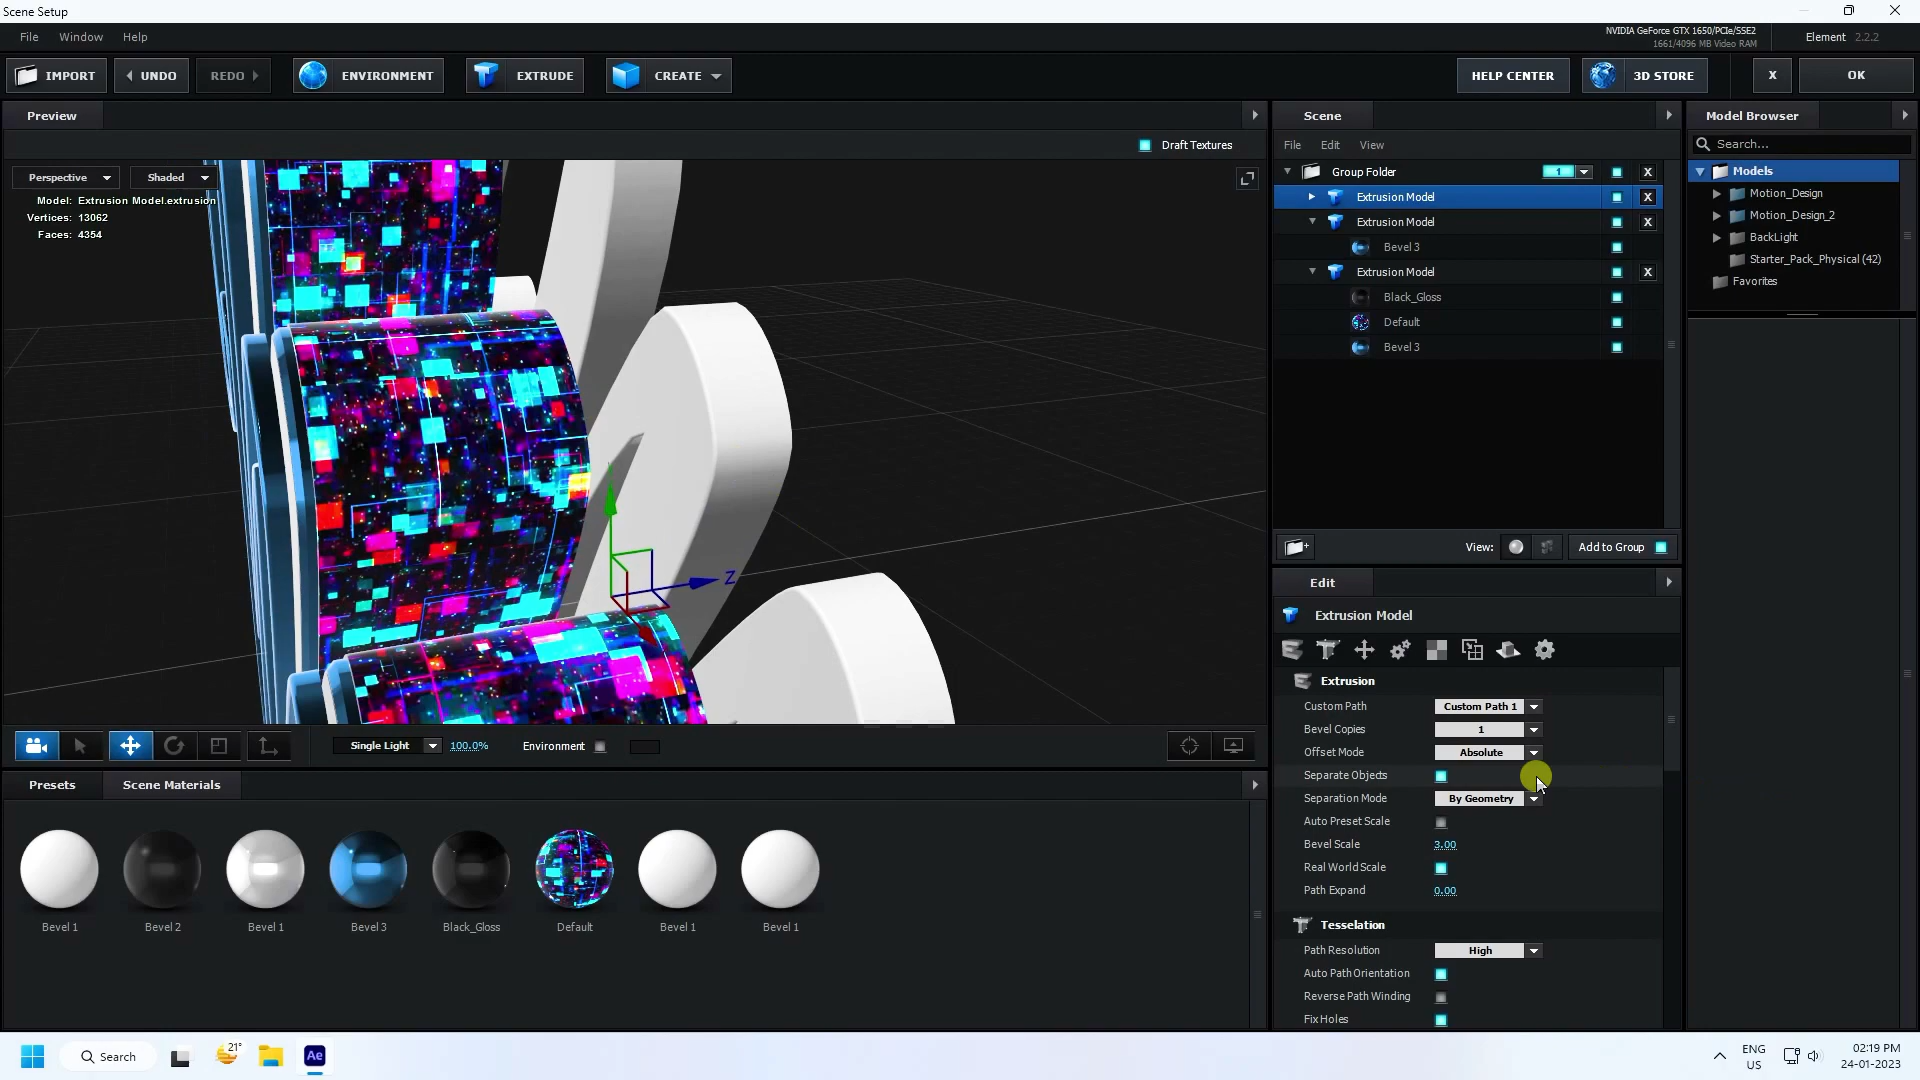 Scene Setup
File Window Help
NVIDIA GeForce GTX 1650/PCIe/SSE2
1661/4096 MB Video RAM
Element 2.2.2
IMPORT UNDO REDO ENVIRONMENT EXTRUDE CREATE HELP CENTER 3D STORE X OK
Preview
Draft Textures
Perspective Shaded
Model: Extrusion Model.extrusion
Vertices: 13062
Faces: 4354
Z
Single Light 100.0% Environment
Presets Scene Materials
Bevel 1 Bevel 2 Bevel 1 Bevel 3 Black_Gloss Default Bevel 1 Bevel 1
Scene
File Edit View
Group Folder 1 X
Extrusion Model X
Extrusion Model X
Bevel 3
Extrusion Model X
Black_Gloss
Default
Bevel 3
View: Add to Group
Edit
Extrusion Model
Extrusion
Custom Path Custom Path 1
Bevel Copies 1
Offset Mode Absolute
Separate Objects
Separation Mode By Geometry
Auto Preset Scale
Bevel Scale 3.00
Real World Scale
Path Expand 0.00
Tesselation
Path Resolution High
Auto Path Orientation
Reverse Path Winding
Fix Holes
Model Browser
Search...
Models
Motion_Design
Motion_Design_2
BackLight
Starter_Pack_Physical (42)
Favorites
Search
21°
Ae
ENG
US
02:19 PM
24-01-2023